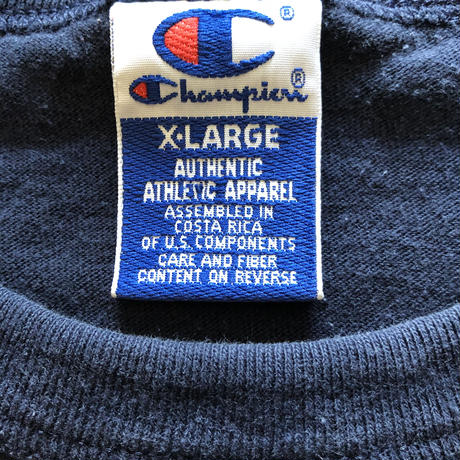 ®
Champion®
X•LARGE
AUTHENTIC
ATHLETIC APPAREL
ASSEMBLED IN
COSTA RICA
OF U.S. COMPONENTS
CARE AND FIBER
CONTENT ON REVERSE